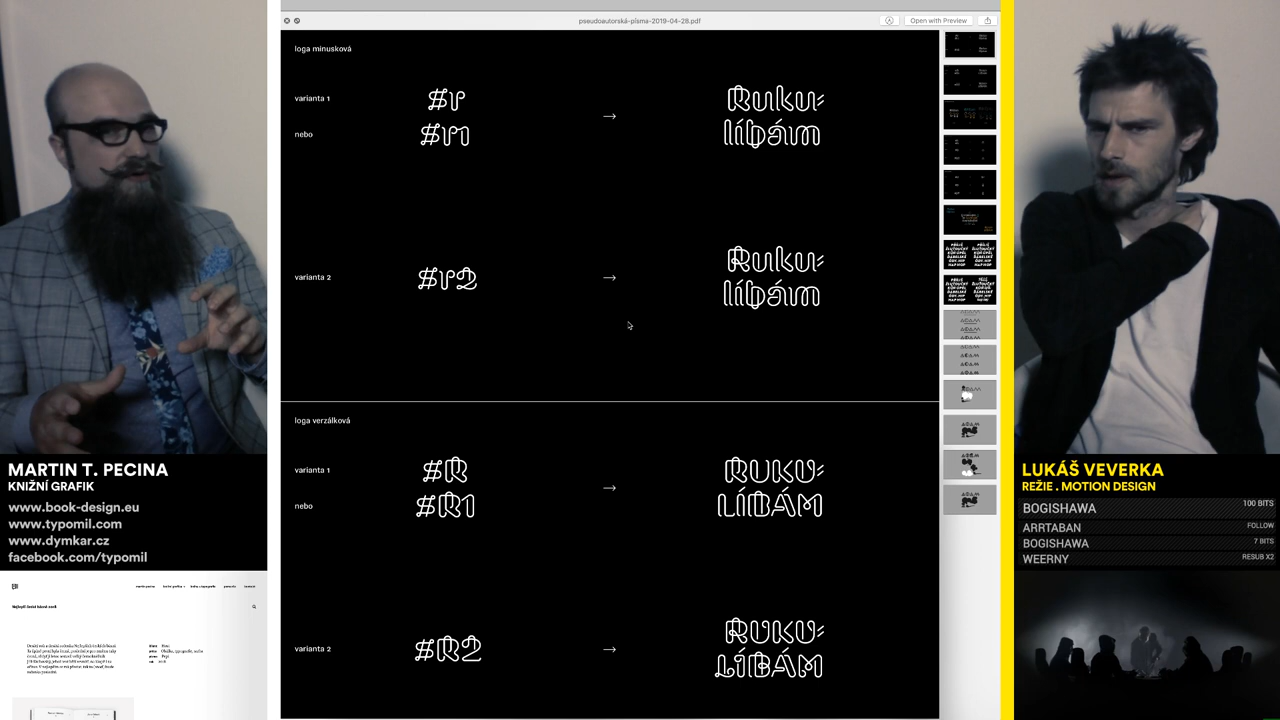 pseudoautorská-písma-2019-04-28.pdf
Open with Preview
loga minusková
varianta 1
#r
→
Ruku-
líbám
nebo
#r1
varianta 2
#r2
→
Ruku-
líbám
loga verzálková
varianta 1
#R
→
RUKU-
LÍBÁM
nebo
#R1
varianta 2
#R2
→
RUKU-
LÍBÁM
MARTIN T. PECINA
KNIŽNÍ GRAFIK
www.book-design.eu
www.typomil.com
www.dymkar.cz
facebook.com/typomil
LUKÁŠ VEVERKA
REŽIE . MOTION DESIGN
BOGISHAWA 100 BITS
ARRTABAN FOLLOW
BOGISHAWA 7 BITS
WEERNY RESUB X2